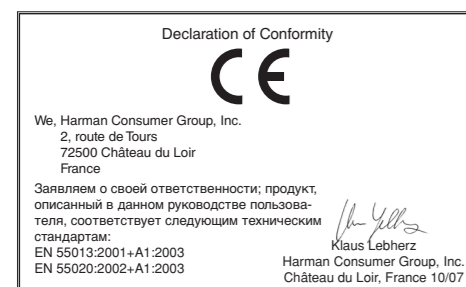 Declaration of Conformity
CE
We, Harman Consumer Group, Inc.
2, route de Tours
72500 Château du Loir
France
Заявляем о своей ответственности; продукт,
описанный в данном руководстве пользова-
теля, соответствует следующим техническим
стандартам:
EN 55013:2001+A1:2003
EN 55020:2002+A1:2003
Klaus Lebherz
Harman Consumer Group, Inc.
Château du Loir, France 10/07